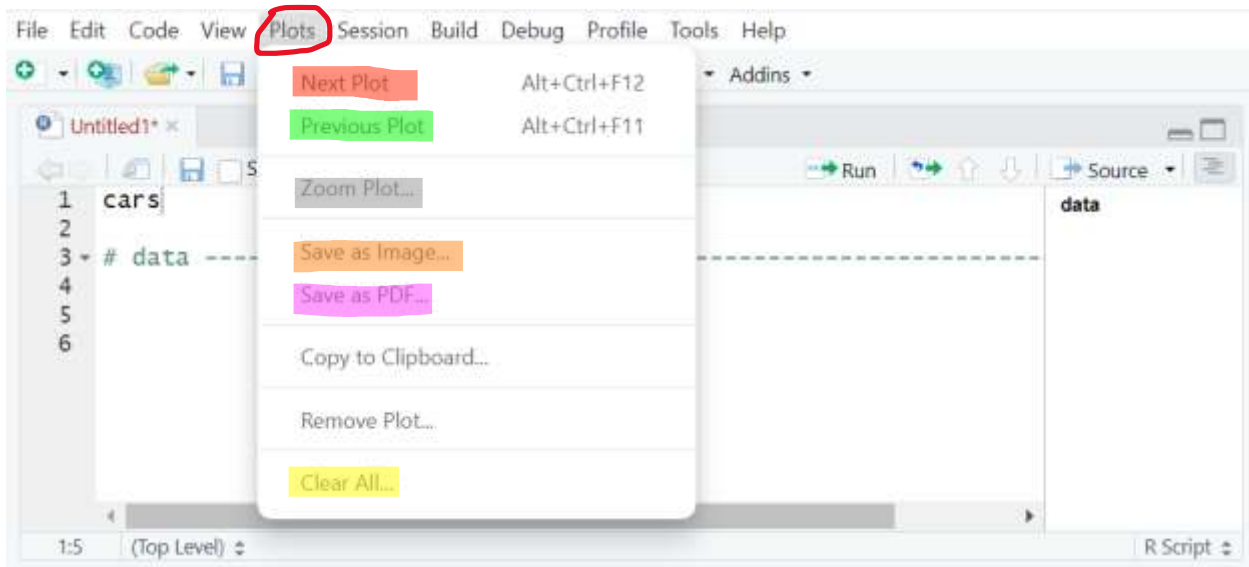 File Edit Code View Plots Session Build Debug Profile Tools Help
Addins
Next Plot Alt+Ctrl+F12
Previous Plot Alt+Ctrl+F11
Zoom Plot...
Save as Image...
Save as PDF...
Copy to Clipboard...
Remove Plot...
Clear All...
Untitled1* ×
S
Run Source
1 cars
2
3 # data ----
4
5
6
data
1:5 (Top Level) R Script